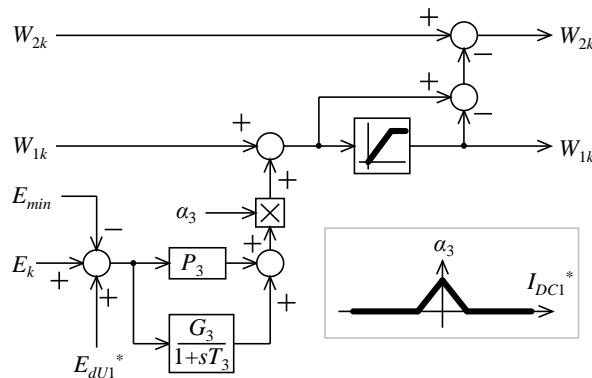 W2k + W2k
−
+ −
W1k + W1k
+
Emin α3 ×
− + α3
Ek + P3 IDC1*
+ +
G3
1+sT3
EdU1*